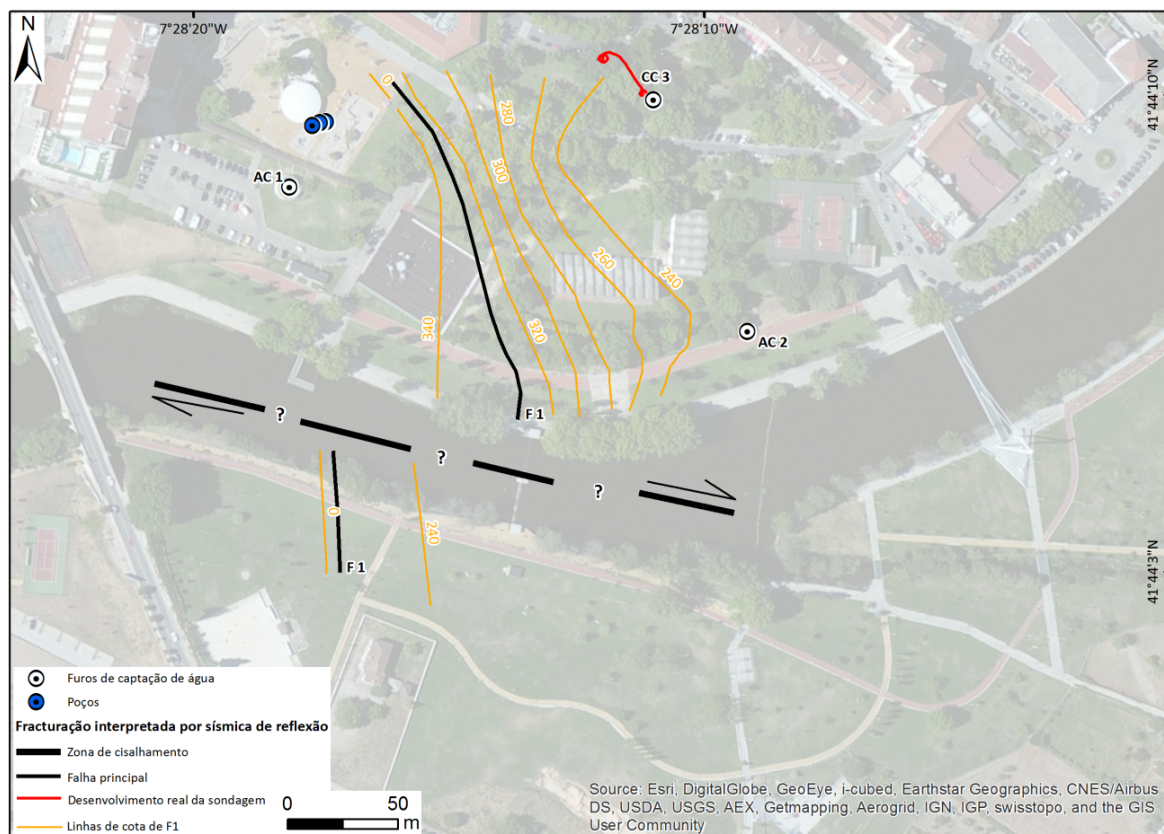 N
7°28'20"W
7°28'10"W
41°44'10"N
41°44'3"N
CC 3
AC 1
AC 2
0
280
300
260
240
320
340
F 1
?
?
?
0
240
F 1
Furos de captação de água
Poços
Fracturação interpretada por sísmica de reflexão
Zona de cisalhamento
Falha principal
Desenvolvimento real da sondagem
Linhas de cota de F1
0 50
m
Source: Esri, DigitalGlobe, GeoEye, i-cubed, Earthstar Geographics, CNES/Airbus
DS, USDA, USGS, AEX, Getmapping, Aerogrid, IGN, IGP, swisstopo, and the GIS
User Community